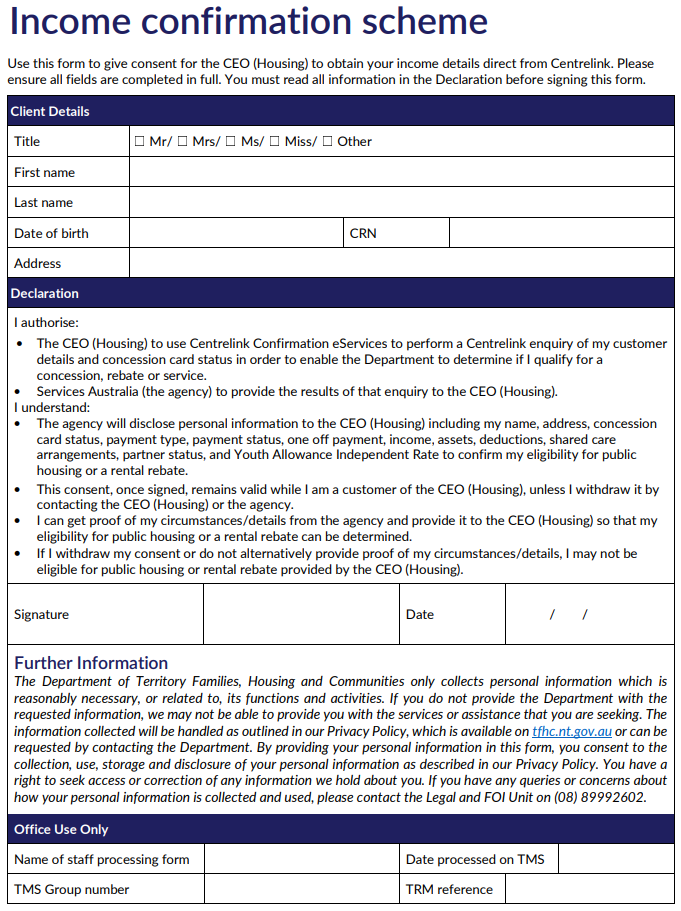 Income confirmation scheme
Use this form to give consent for the CEO (Housing) to obtain your income details direct from Centrelink. Please
ensure all fields are completed in full. You must read all information in the Declaration before signing this form.
Client Details
Title ☐ Mr/ ☐ Mrs/ ☐ Ms/ ☐ Miss/ ☐ Other
First name
Last name
Date of birth CRN
Address
Declaration
I authorise:
• The CEO (Housing) to use Centrelink Confirmation eServices to perform a Centrelink enquiry of my customer
details and concession card status in order to enable the Department to determine if I qualify for a
concession, rebate or service.
• Services Australia (the agency) to provide the results of that enquiry to the CEO (Housing).
I understand:
• The agency will disclose personal information to the CEO (Housing) including my name, address, concession
card status, payment type, payment status, one off payment, income, assets, deductions, shared care
arrangements, partner status, and Youth Allowance Independent Rate to confirm my eligibility for public
housing or a rental rebate.
• This consent, once signed, remains valid while I am a customer of the CEO (Housing), unless I withdraw it by
contacting the CEO (Housing) or the agency.
• I can get proof of my circumstances/details from the agency and provide it to the CEO (Housing) so that my
eligibility for public housing or a rental rebate can be determined.
• If I withdraw my consent or do not alternatively provide proof of my circumstances/details, I may not be
eligible for public housing or rental rebate provided by the CEO (Housing).
Signature Date / /
Further Information
The Department of Territory Families, Housing and Communities only collects personal information which is
reasonably necessary, or related to, its functions and activities. If you do not provide the Department with the
requested information, we may not be able to provide you with the services or assistance that you are seeking. The
information collected will be handled as outlined in our Privacy Policy, which is available on tfhc.nt.gov.au or can be
requested by contacting the Department. By providing your personal information in this form, you consent to the
collection, use, storage and disclosure of your personal information as described in our Privacy Policy. You have a
right to seek access or correction of any information we hold about you. If you have any queries or concerns about
how your personal information is collected and used, please contact the Legal and FOI Unit on (08) 89992602.
Office Use Only
Name of staff processing form Date processed on TMS
TMS Group number TRM reference